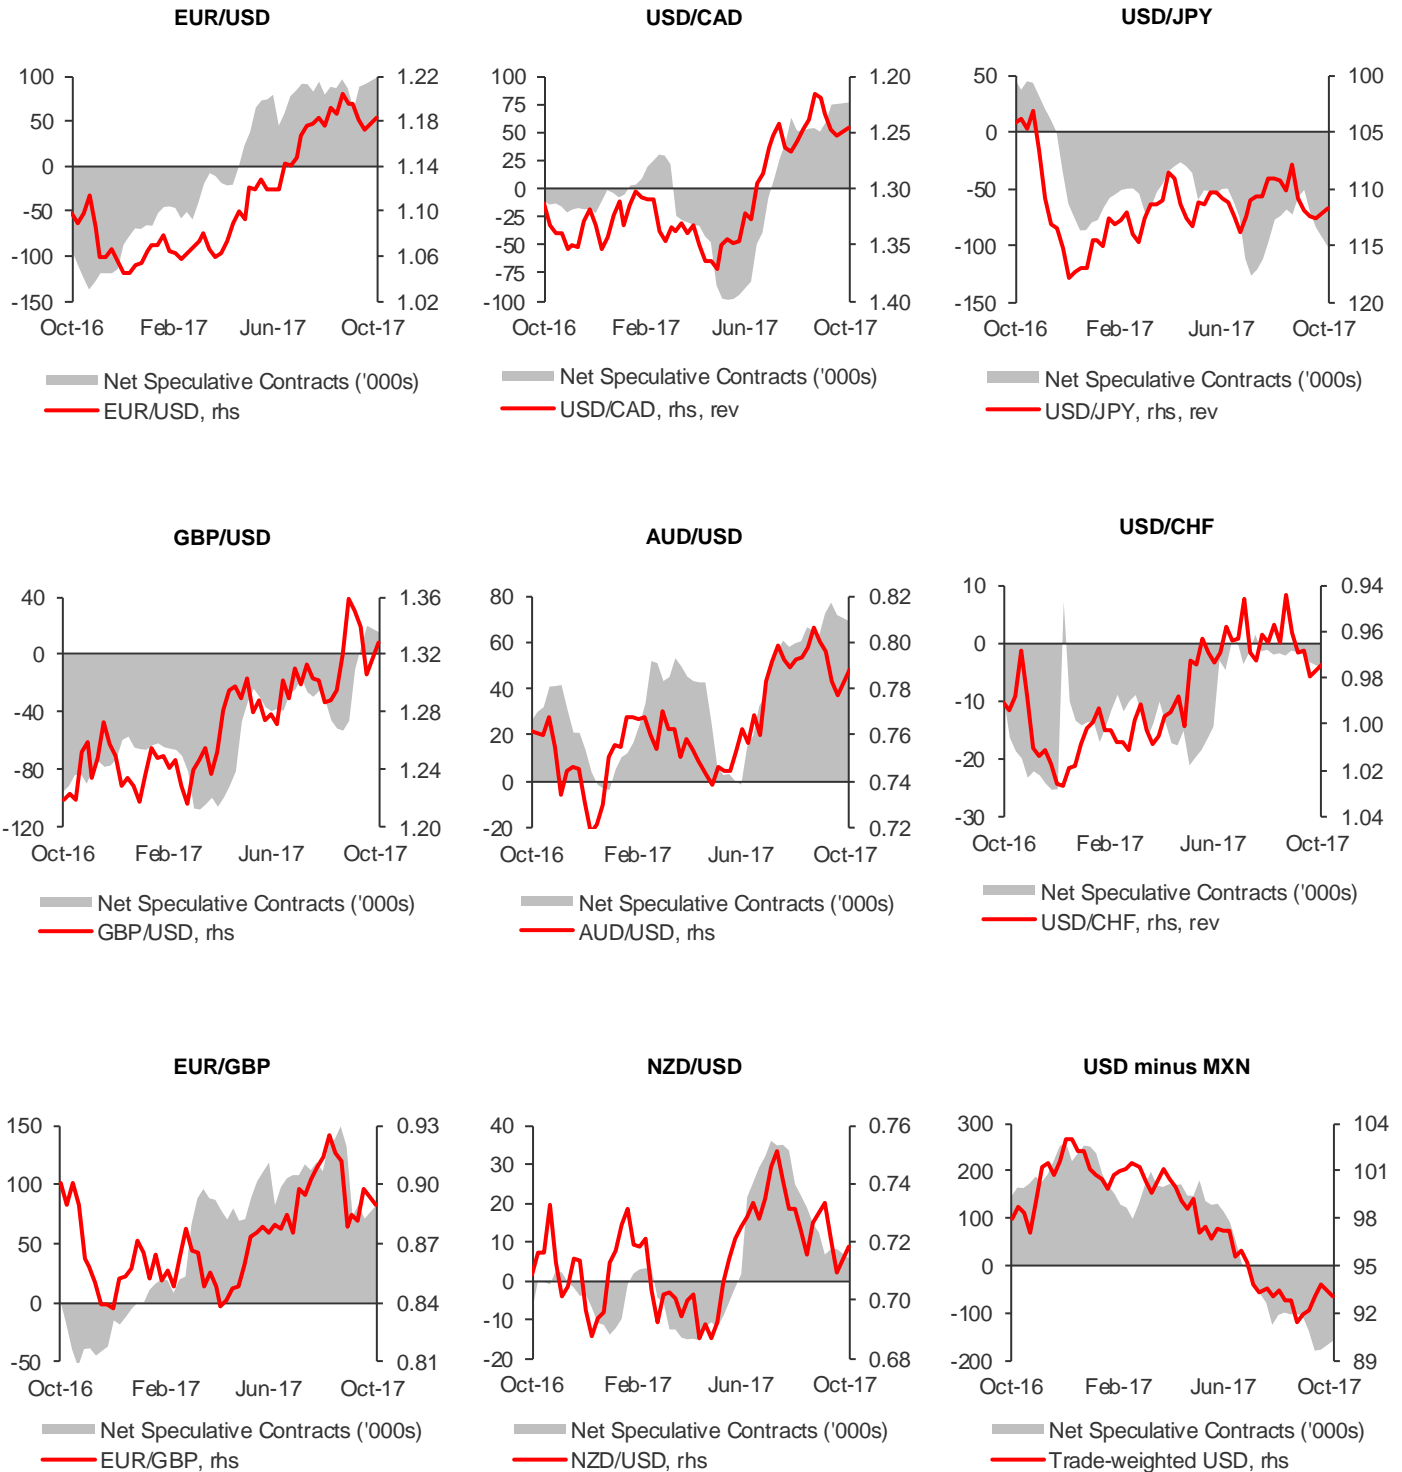 EUR/USD
100
50
0
-50
-100
-150
1.22
1.18
1.14
1.10
1.06
1.02
Oct-16 Feb-17 Jun-17 Oct-17
Net Speculative Contracts ('000s)
EUR/USD, rhs
USD/CAD
100
75
50
25
0
-25
-50
-75
-100
1.20
1.25
1.30
1.35
1.40
Oct-16 Feb-17 Jun-17 Oct-17
Net Speculative Contracts ('000s)
USD/CAD, rhs, rev
USD/JPY
50
0
-50
-100
-150
100
105
110
115
120
Oct-16 Feb-17 Jun-17 Oct-17
Net Speculative Contracts ('000s)
USD/JPY, rhs, rev
GBP/USD
40
0
-40
-80
-120
1.36
1.32
1.28
1.24
1.20
Oct-16 Feb-17 Jun-17 Oct-17
Net Speculative Contracts ('000s)
GBP/USD, rhs
AUD/USD
80
60
40
20
0
-20
0.82
0.80
0.78
0.76
0.74
0.72
Oct-16 Feb-17 Jun-17 Oct-17
Net Speculative Contracts ('000s)
AUD/USD, rhs
USD/CHF
10
0
-10
-20
-30
0.94
0.96
0.98
1.00
1.02
1.04
Oct-16 Feb-17 Jun-17 Oct-17
Net Speculative Contracts ('000s)
USD/CHF, rhs, rev
EUR/GBP
150
100
50
0
-50
0.93
0.90
0.87
0.84
0.81
Oct-16 Feb-17 Jun-17 Oct-17
Net Speculative Contracts ('000s)
EUR/GBP, rhs
NZD/USD
40
30
20
10
0
-10
-20
0.76
0.74
0.72
0.70
0.68
Oct-16 Feb-17 Jun-17 Oct-17
Net Speculative Contracts ('000s)
NZD/USD, rhs
USD minus MXN
300
200
100
0
-100
-200
104
101
98
95
92
89
Oct-16 Feb-17 Jun-17 Oct-17
Net Speculative Contracts ('000s)
Trade-weighted USD, rhs